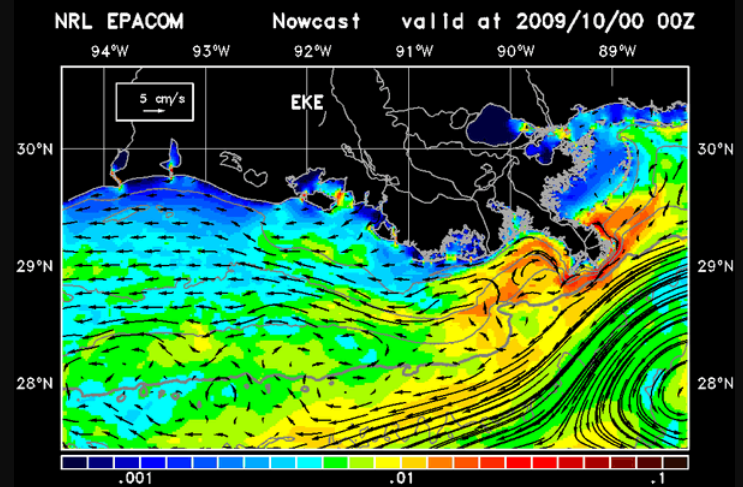 NRL EPACOM Nowcast valid at 2009/10/00 00Z
94°W 93°W 92°W 91°W 90°W 89°W
5 cm/s
EKE
30°N 30°N
29°N 29°N
28°N 28°N
.001 .01 .1